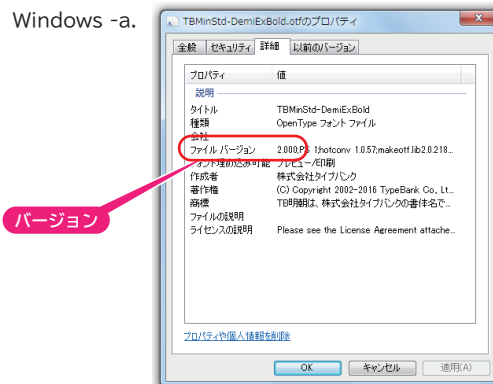 Windows -a.
TBMinStd-DemiExBold.otfのプロパティ
全般 セキュリティ 詳細 以前のバージョン
プロパティ 値
説明
タイトル TBMinStd-DemiExBold
種類 OpenType フォント ファイル
会社
ファイル バージョン 2.000;PS 1;hotconv 1.0.57;makeotf.lib2.0.218...
フォント埋め込み可能 プレビュー/印刷
作成者 株式会社タイプバンク
著作権 (C) Copyright 2002-2016 TypeBank Co., Lt...
商標 TB明朝は、株式会社タイプバンクの書体名で...
ファイルの説明
ライセンスの説明 Please see the License Agreement attache...
バージョン
プロパティや個人情報を削除
OK キャンセル 適用(A)